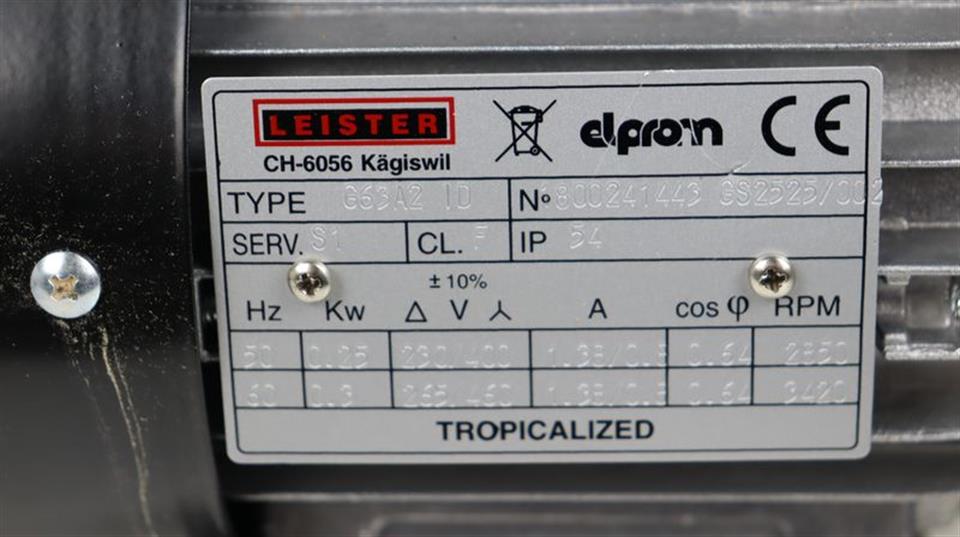 LEISTER
CH-6056 Kägiswil
elprom
CE
TYPE G63A2 ID N° 1800241443 GS2525/002
SERV. S1 CL. F IP 54
± 10%
Hz Kw △ V ⅄ A cos φ RPM
50 0.25 230/400 1.38/0.8 0.64 2850
60 0.3 265/460 1.38/0.8 0.64 3420
TROPICALIZED